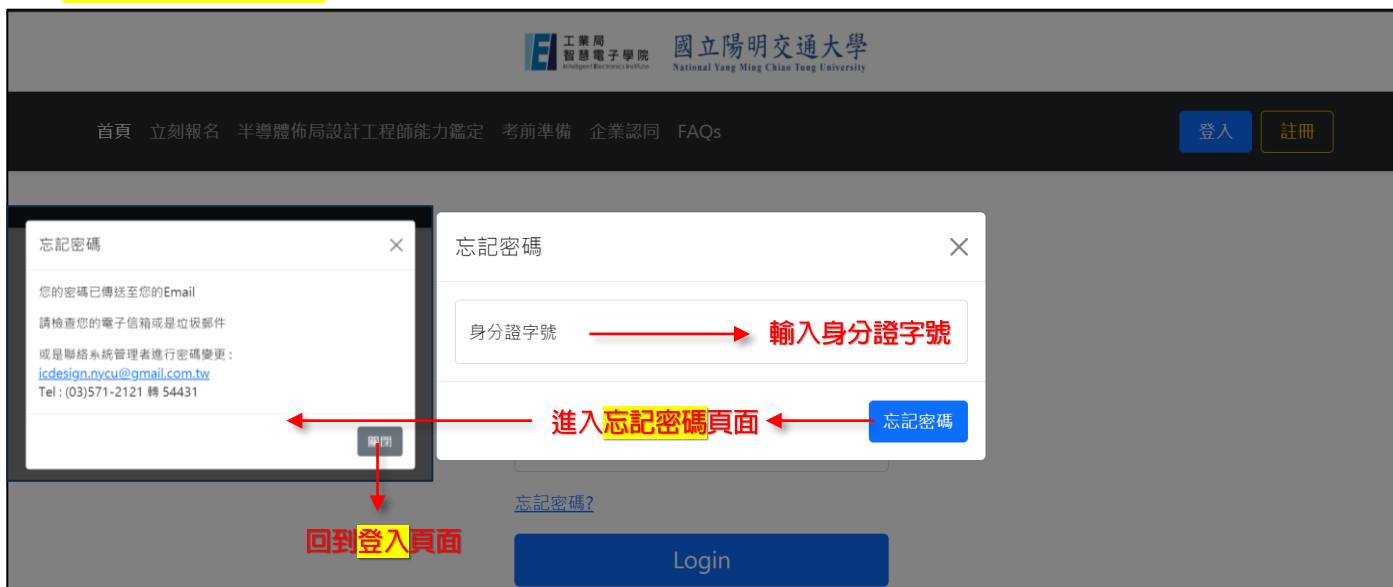 工業局
智慧電子學院
Intelligent Electronics Institute
國立陽明交通大學
National Yang Ming Chiao Tung University
首頁 立刻報名 半導體佈局設計工程師能力鑑定 考前準備 企業認同 FAQs
登入 註冊
忘記密碼
您的密碼已傳送至您的Email
請檢查您的電子信箱或是垃圾郵件
或是聯絡系統管理者進行密碼變更:
icdesign.nycu@gmail.com.tw
Tel : (03)571-2121 轉 54431
關閉
忘記密碼
身分證字號
輸入身分證字號
進入忘記密碼頁面
忘記密碼
忘記密碼?
回到登入頁面
Login